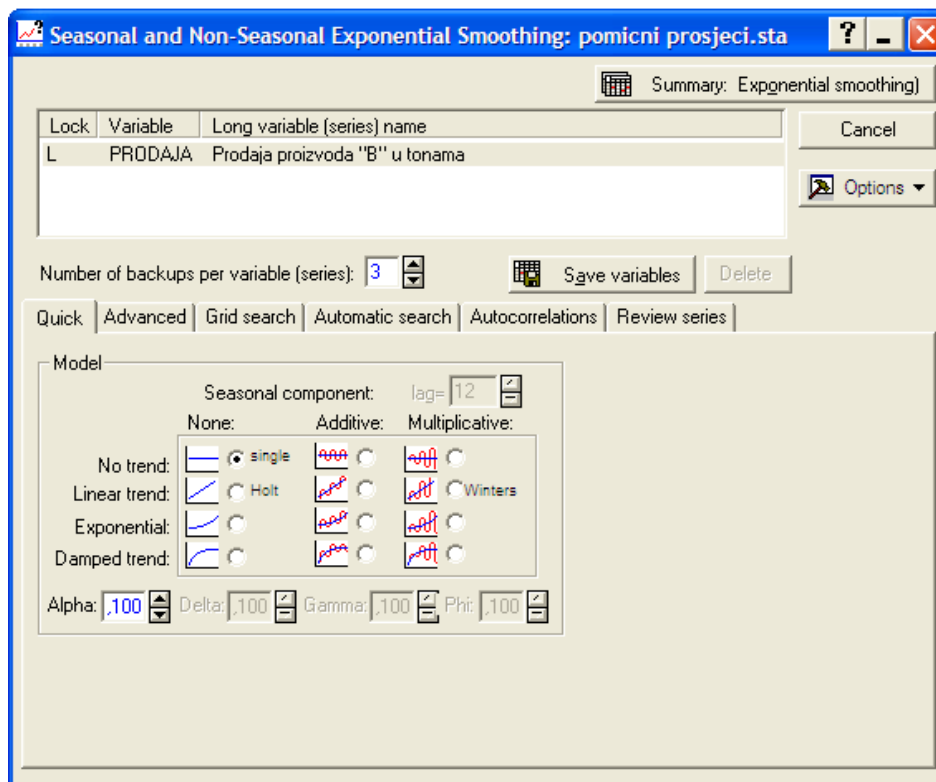 Seasonal and Non-Seasonal Exponential Smoothing: pomicni prosjeci.sta
Summary: Exponential smoothing)
Lock Variable Long variable (series) name
L PRODAJA Prodaja proizvoda "B" u tonama
Cancel
Options
Number of backups per variable (series): 3 Save variables Delete
Quick Advanced Grid search Automatic search Autocorrelations Review series
Model
Seasonal component: lag= 12
None: Additive: Multiplicative:
No trend: single
Linear trend: Holt Winters
Exponential:
Damped trend:
Alpha: ,100 Delta: ,100 Gamma: ,100 Phi: ,100